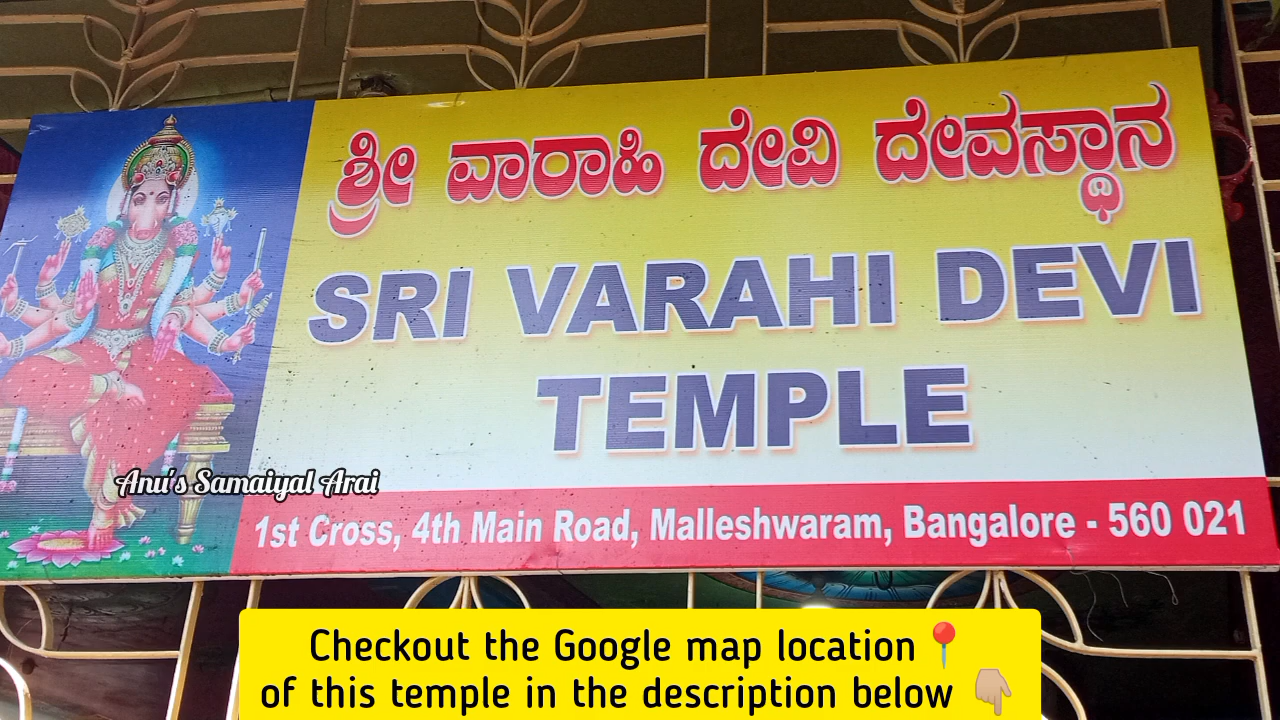 ಶ್ರೀ ವಾರಾಹಿ ದೇವಿ ದೇವಸ್ಥಾನ
SRI VARAHI DEVI
TEMPLE
Anu's Samaiyal Arai
1st Cross, 4th Main Road, Malleshwaram, Bangalore - 560 021
Checkout the Google map location📍
of this temple in the description below 👇🏼